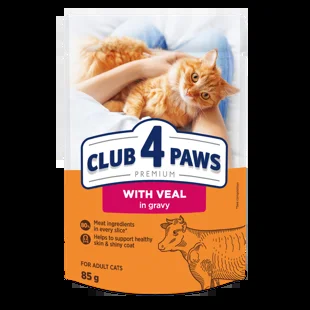 CLUB 4 PAWS
PREMIUM
WITH VEAL
in gravy
Meat ingredients
in every slice*
Helps to support healthy
skin & shiny coat
FOR ADULT CATS
85 g